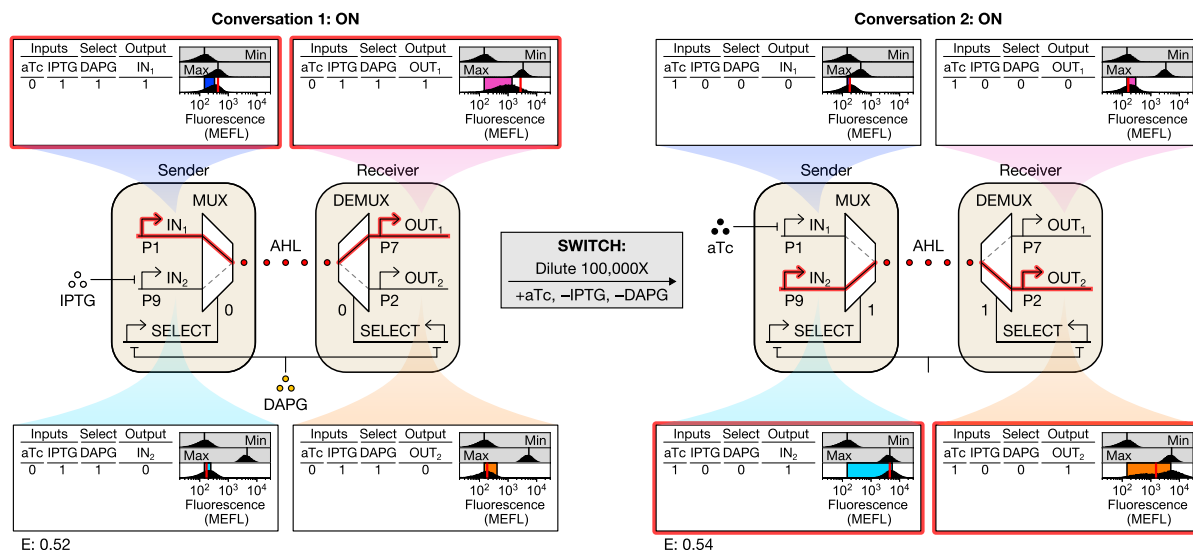 Conversation 1: ON
Conversation 2: ON
Inputs Select Output
aTc IPTG DAPG IN₁
0 1 1 1
Min
Max
10² 10³ 10⁴
Fluorescence
(MEFL)
Inputs Select Output
aTc IPTG DAPG OUT₁
0 1 1 1
Min
Max
10² 10³ 10⁴
Fluorescence
(MEFL)
Inputs Select Output
aTc IPTG DAPG IN₁
1 0 0 0
Min
Max
10² 10³ 10⁴
Fluorescence
(MEFL)
Inputs Select Output
aTc IPTG DAPG OUT₁
1 0 0 0
Min
Max
10² 10³ 10⁴
Fluorescence
(MEFL)
Sender
Receiver
MUX
DEMUX
IN₁
P1
IN₂
P9
AHL
OUT₁
P7
OUT₂
P2
IPTG
0
0
SELECT
SELECT
DAPG
SWITCH:
Dilute 100,000X
+aTc, –IPTG, –DAPG
Sender
Receiver
MUX
DEMUX
aTc
IN₁
P1
IN₂
P9
AHL
OUT₁
P7
OUT₂
P2
1
1
SELECT
SELECT
Inputs Select Output
aTc IPTG DAPG IN₂
0 1 1 0
Min
Max
10² 10³ 10⁴
Fluorescence
(MEFL)
Inputs Select Output
aTc IPTG DAPG OUT₂
0 1 1 0
Min
Max
10² 10³ 10⁴
Fluorescence
(MEFL)
Inputs Select Output
aTc IPTG DAPG IN₂
1 0 0 1
Min
Max
10² 10³ 10⁴
Fluorescence
(MEFL)
Inputs Select Output
aTc IPTG DAPG OUT₂
1 0 0 1
Min
Max
10² 10³ 10⁴
Fluorescence
(MEFL)
E: 0.52
E: 0.54